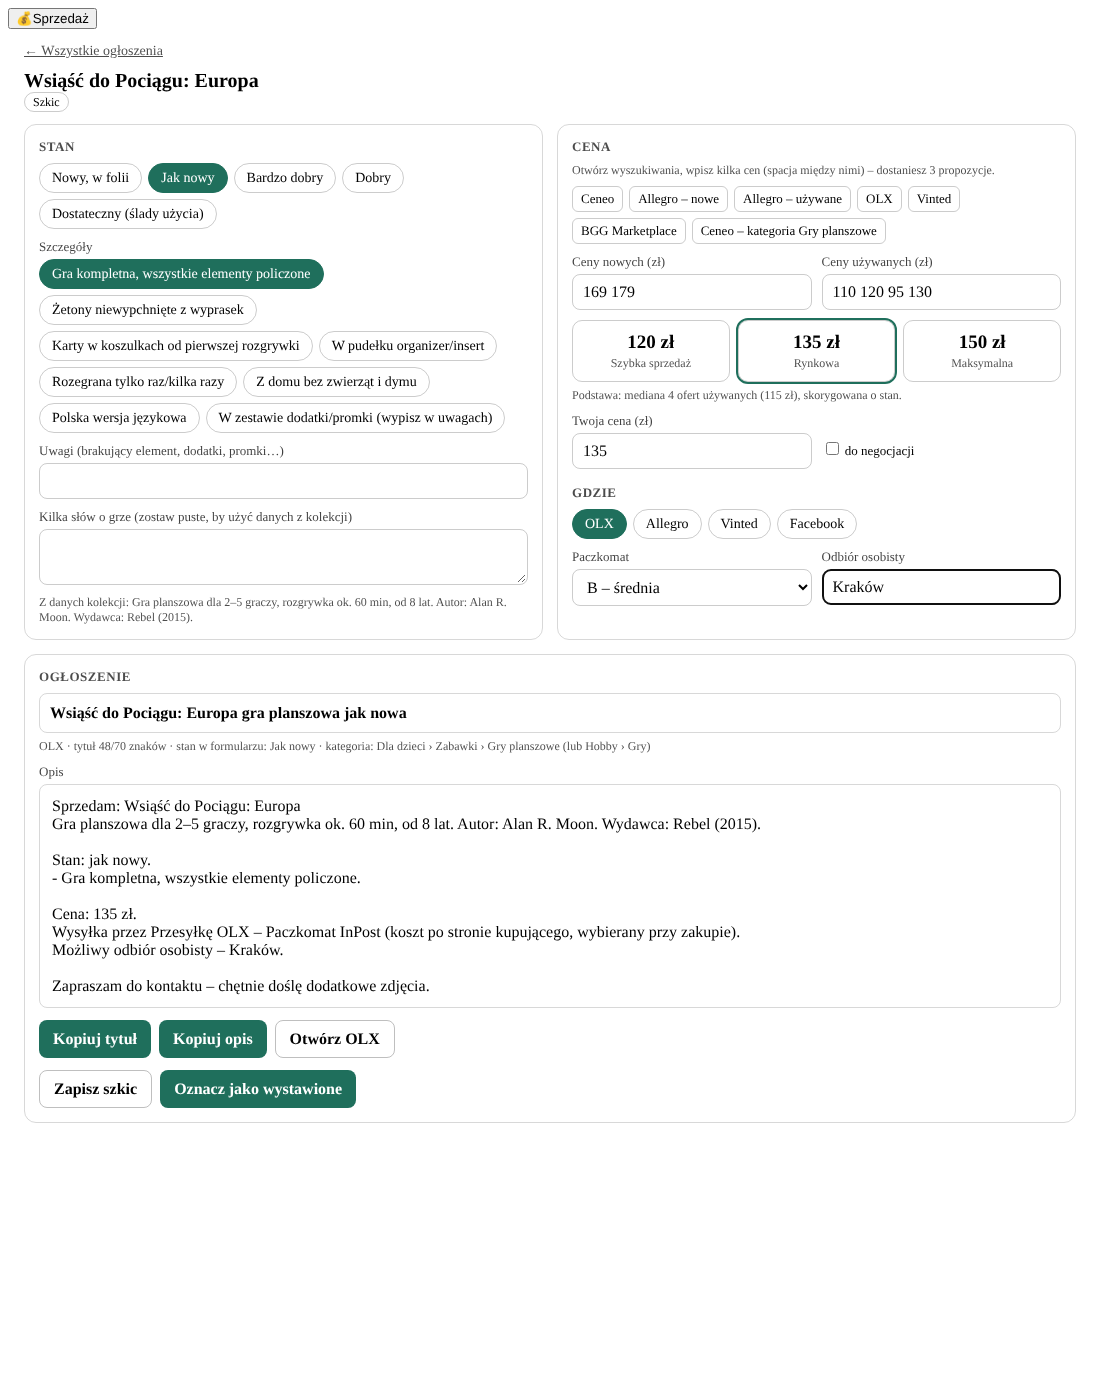 💰Sprzedaż
← Wszystkie ogłoszenia
Wsiąść do Pociągu: Europa
Szkic
STAN
Nowy, w folii
Jak nowy
Bardzo dobry
Dobry
Dostateczny (ślady użycia)
Szczegóły
Gra kompletna, wszystkie elementy policzone
Żetony niewypchnięte z wyprasek
Karty w koszulkach od pierwszej rozgrywki
W pudełku organizer/insert
Rozegrana tylko raz/kilka razy
Z domu bez zwierząt i dymu
Polska wersja językowa
W zestawie dodatki/promki (wypisz w uwagach)
Uwagi (brakujący element, dodatki, promki…)
Kilka słów o grze (zostaw puste, by użyć danych z kolekcji)
Z danych kolekcji: Gra planszowa dla 2–5 graczy, rozgrywka ok. 60 min, od 8 lat. Autor: Alan R.
Moon. Wydawca: Rebel (2015).
CENA
Otwórz wyszukiwania, wpisz kilka cen (spacja między nimi) – dostaniesz 3 propozycje.
Ceneo
Allegro – nowe
Allegro – używane
OLX
Vinted
BGG Marketplace
Ceneo – kategoria Gry planszowe
Ceny nowych (zł)
Ceny używanych (zł)
169 179
110 120 95 130
120 zł
Szybka sprzedaż
135 zł
Rynkowa
150 zł
Maksymalna
Podstawa: mediana 4 ofert używanych (115 zł), skorygowana o stan.
Twoja cena (zł)
135
do negocjacji
GDZIE
OLX
Allegro
Vinted
Facebook
Paczkomat
Odbiór osobisty
B – średnia
Kraków
OGŁOSZENIE
Wsiąść do Pociągu: Europa gra planszowa jak nowa
OLX · tytuł 48/70 znaków · stan w formularzu: Jak nowy · kategoria: Dla dzieci › Zabawki › Gry planszowe (lub Hobby › Gry)
Opis
Sprzedam: Wsiąść do Pociągu: Europa
Gra planszowa dla 2–5 graczy, rozgrywka ok. 60 min, od 8 lat. Autor: Alan R. Moon. Wydawca: Rebel (2015).
Stan: jak nowy.
- Gra kompletna, wszystkie elementy policzone.
Cena: 135 zł.
Wysyłka przez Przesyłkę OLX – Paczkomat InPost (koszt po stronie kupującego, wybierany przy zakupie).
Możliwy odbiór osobisty – Kraków.
Zapraszam do kontaktu – chętnie doślę dodatkowe zdjęcia.
Kopiuj tytuł
Kopiuj opis
Otwórz OLX
Zapisz szkic
Oznacz jako wystawione